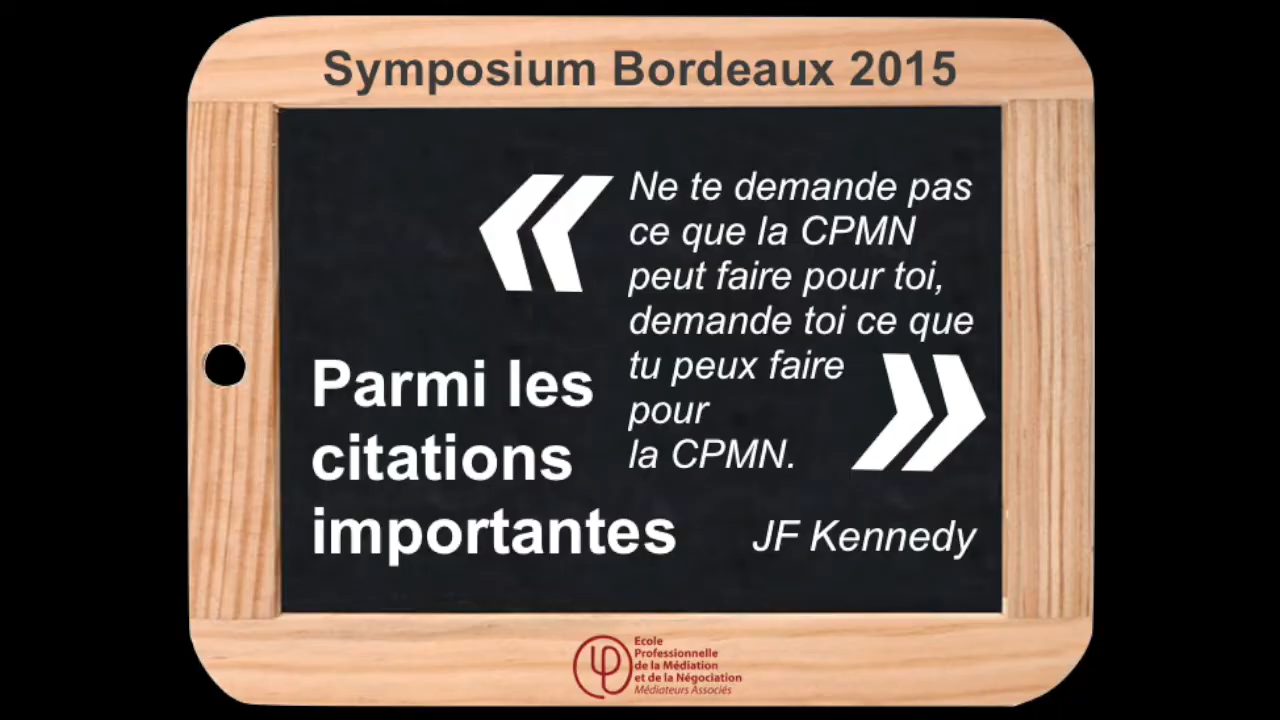 Symposium Bordeaux 2015
Ne te demande pas
ce que la CPMN
peut faire pour toi,
demande toi ce que
tu peux faire
pour
la CPMN.
JF Kennedy
Parmi les
citations
importantes
Ecole
Professionnelle
de la Médiation
et de la Négociation
Médiateurs Associés